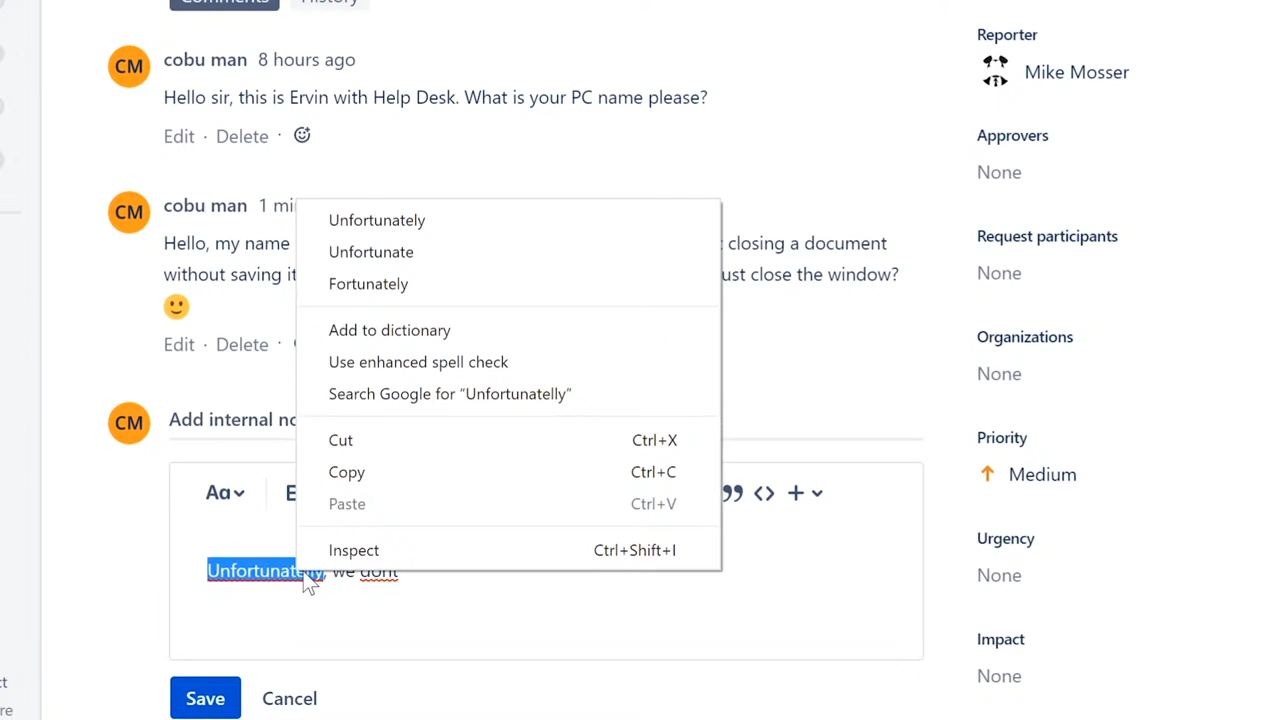 Comments History
cobu man 8 hours ago
Hello sir, this is Ervin with Help Desk. What is your PC name please?
Edit · Delete ·
cobu man 1
Hello, my name closing a document
without saving it close the window?
Edit · Delete ·
Unfortunately
Unfortunate
Fortunately
Add to dictionary
Use enhanced spell check
Search Google for “Unfortunatelly”
Cut Ctrl+X
Copy Ctrl+C
Paste Ctrl+V
Inspect Ctrl+Shift+I
CM
CM
CM
Add internal
Aa
Unfortunatelly, we dont
Save Cancel
Reporter
Mike Mosser
Approvers
None
Request participants
None
Organizations
None
Priority
Medium
Urgency
None
Impact
None